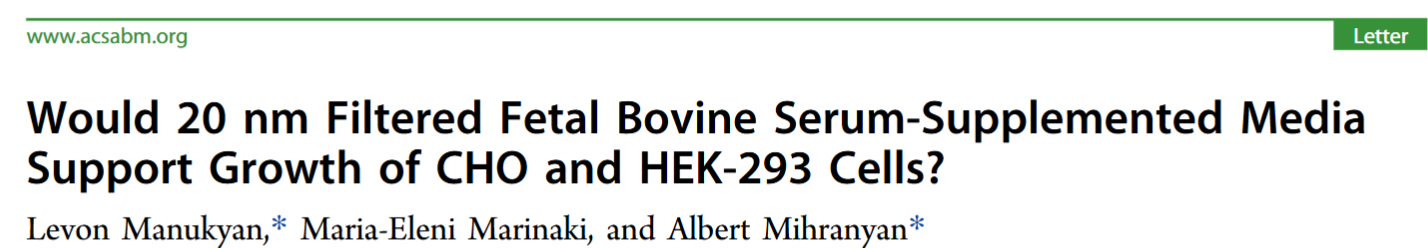 www.acsabm.org
Letter
Would 20 nm Filtered Fetal Bovine Serum-Supplemented Media
Support Growth of CHO and HEK-293 Cells?
Levon Manukyan,* Maria-Eleni Marinaki, and Albert Mihranyan*